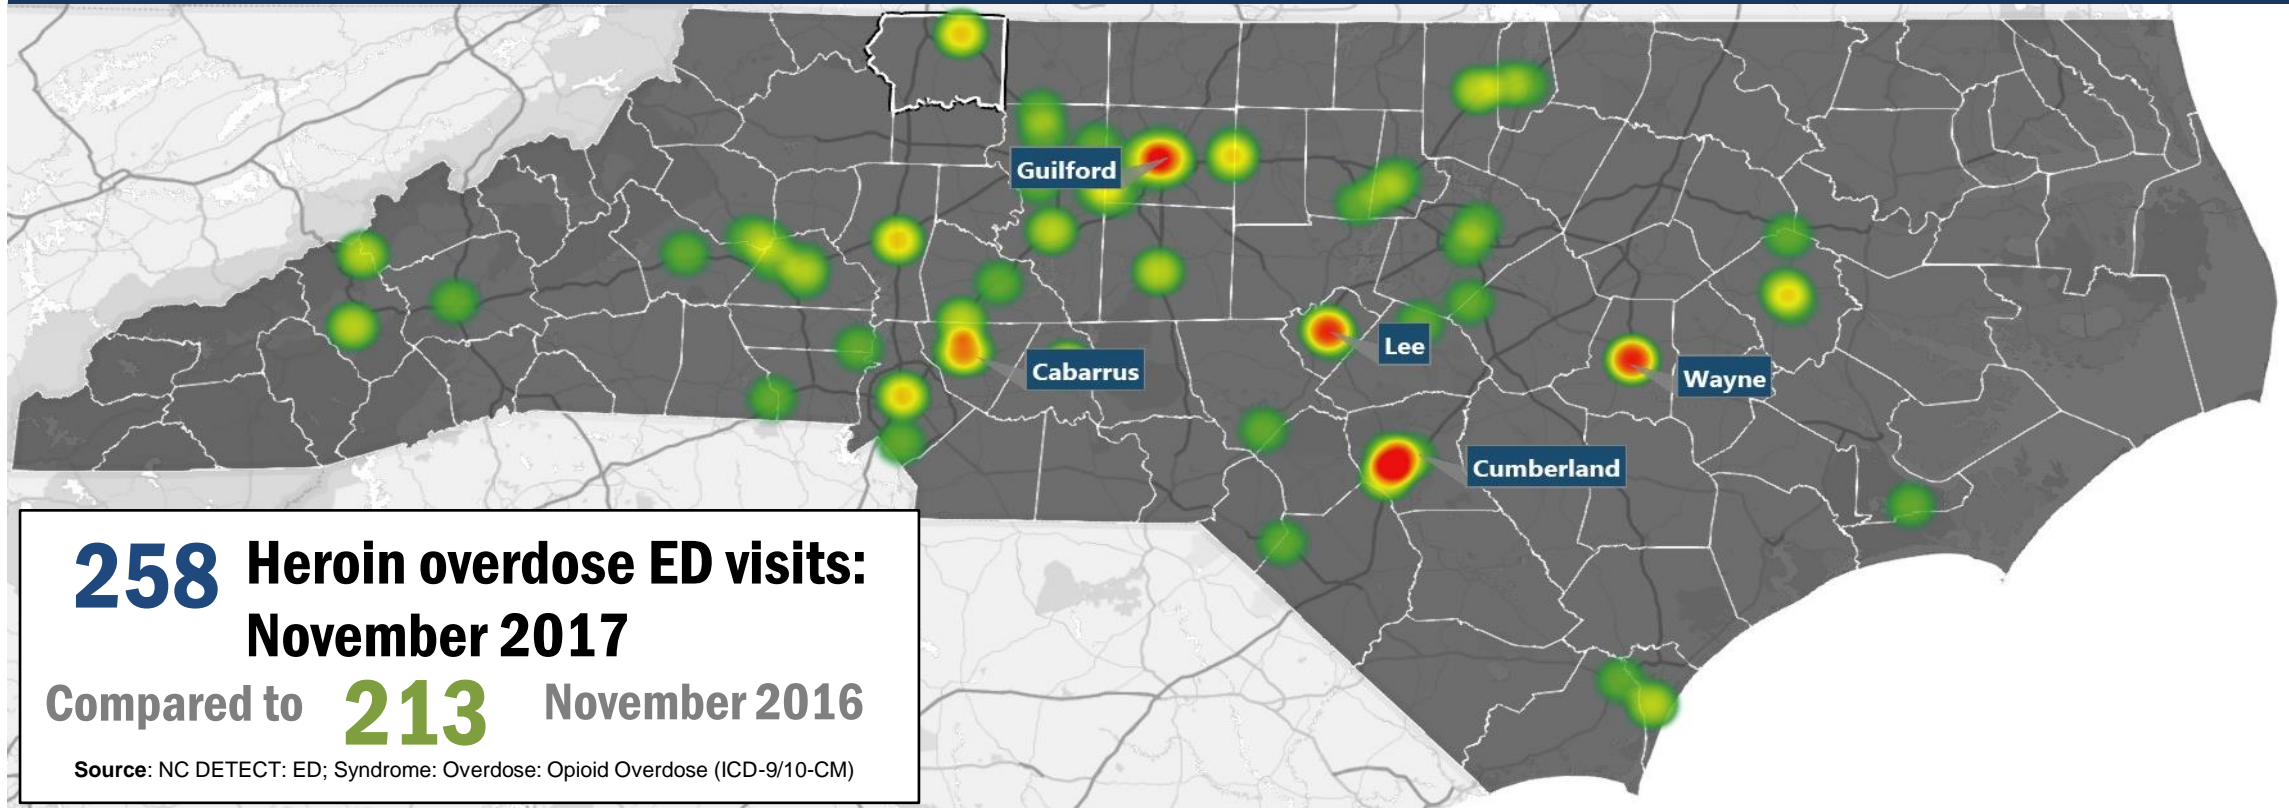 Guilford
Lee
Cabarrus
Wayne
Cumberland
258 Heroin overdose ED visits:
November 2017
Compared to 213 November 2016
Source: NC DETECT: ED; Syndrome: Overdose: Opioid Overdose (ICD-9/10-CM)